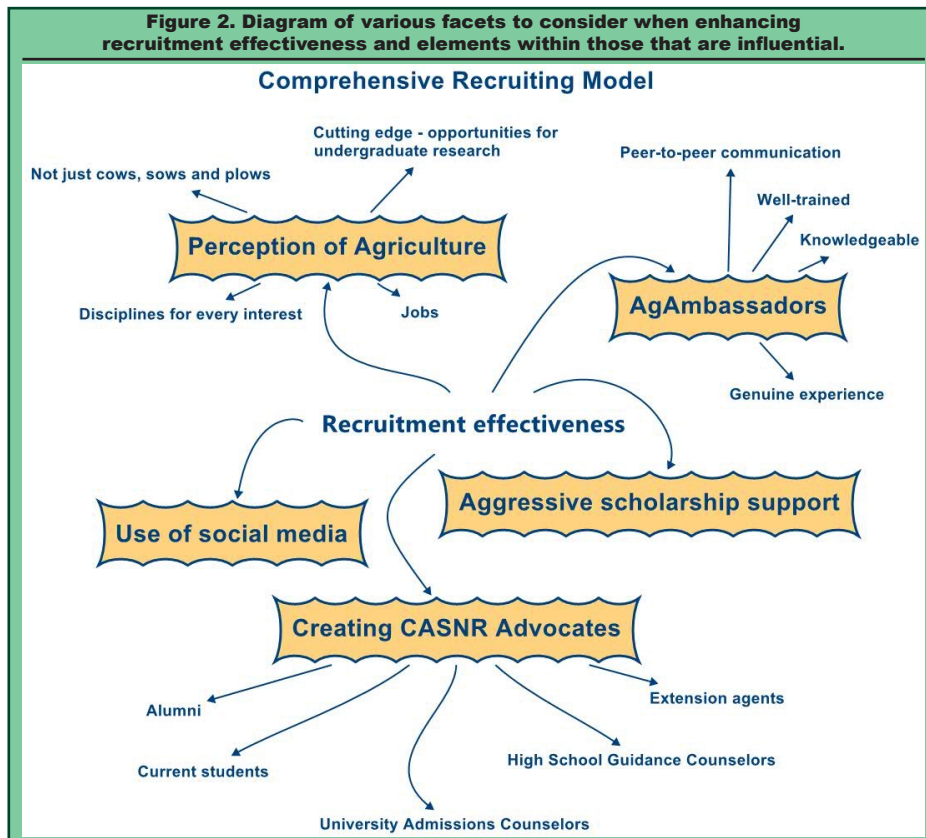 Figure 2. Diagram of various facets to consider when enhancing
recruitment effectiveness and elements within those that are influential.
Comprehensive Recruiting Model
Cutting edge - opportunities for
undergraduate research
Not just cows, sows and plows
Perception of Agriculture
Disciplines for every interest
Jobs
Peer-to-peer communication
Well-trained
Knowledgeable
AgAmbassadors
Genuine experience
Recruitment effectiveness
Use of social media
Aggressive scholarship support
Creating CASNR Advocates
Alumni
Current students
University Admissions Counselors
High School Guidance Counselors
Extension agents